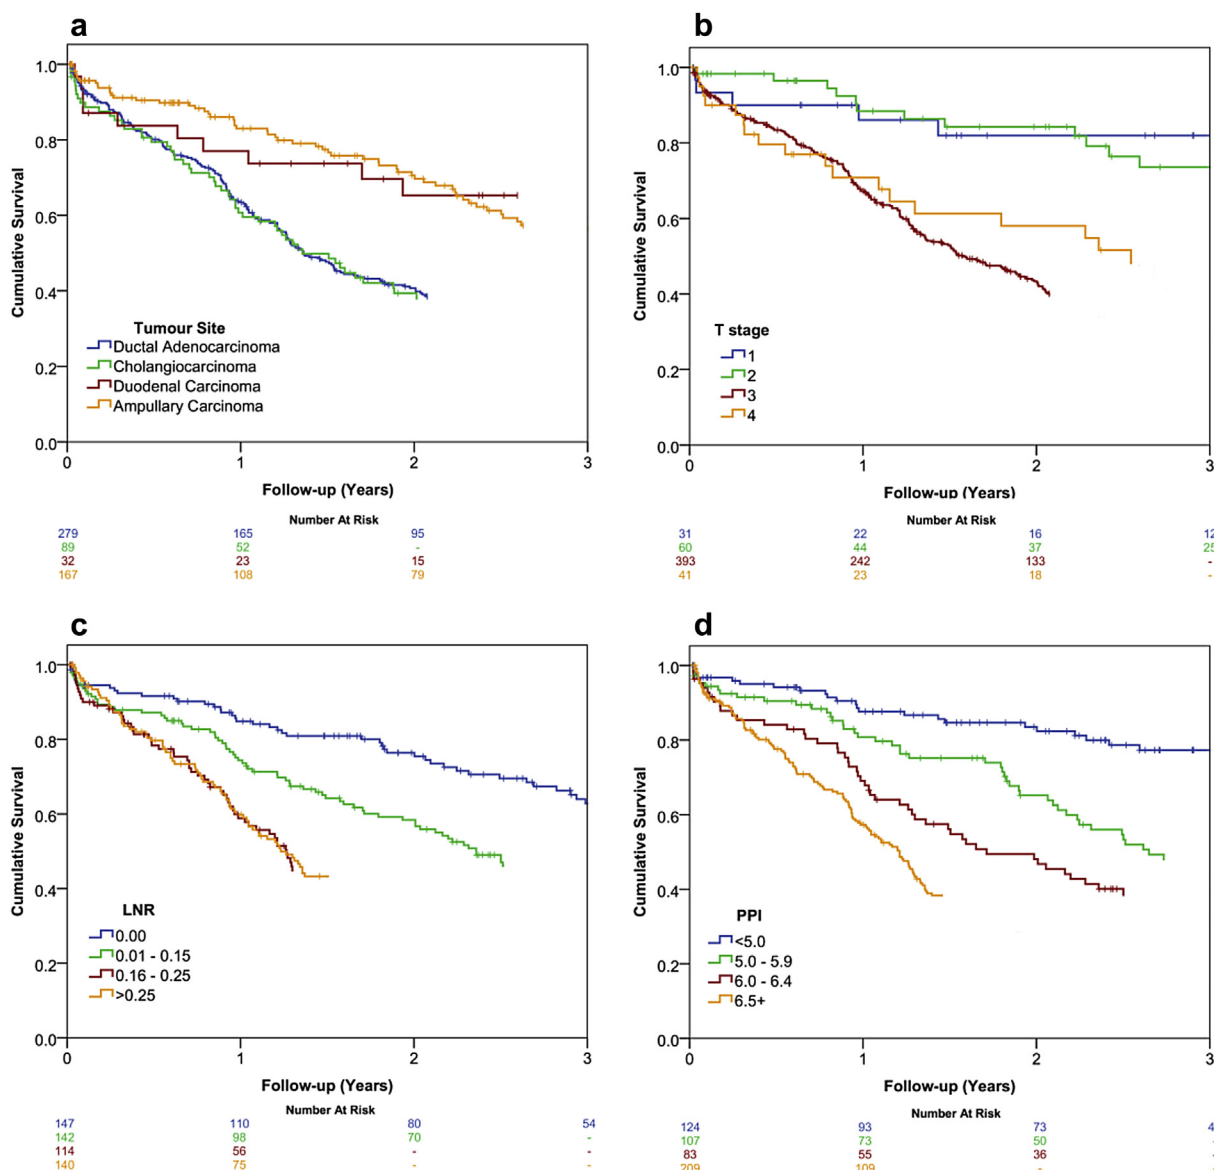 a
1.0
0.8
0.6
0.4
0.2
0.0
Cumulative Survival
Tumour Site
Ductal Adenocarcinoma
Cholangiocarcinoma
Duodenal Carcinoma
Ampullary Carcinoma
0 1 2 3
Follow-up (Years)
Number At Risk
279 165 95
89 52 -
32 23 15
167 108 79
b
1.0
0.8
0.6
0.4
0.2
0.0
Cumulative Survival
T stage
1
2
3
4
0 1 2 3
Follow-up (Years)
Number At Risk
31 22 16 12
60 44 37 25
393 242 133 -
41 23 18 -
c
1.0
0.8
0.6
0.4
0.2
0.0
Cumulative Survival
LNR
0.00
0.01 - 0.15
0.16 - 0.25
>0.25
0 1 2 3
Follow-up (Years)
Number At Risk
147 110 80 54
142 98 70 -
114 56 - -
140 75 - -
d
1.0
0.8
0.6
0.4
0.2
0.0
Cumulative Survival
PPI
<5.0
5.0 - 5.9
6.0 - 6.4
6.5+
0 1 2 3
Follow-up (Years)
Number At Risk
124 93 73
107 73 50
83 55 36
209 109 -